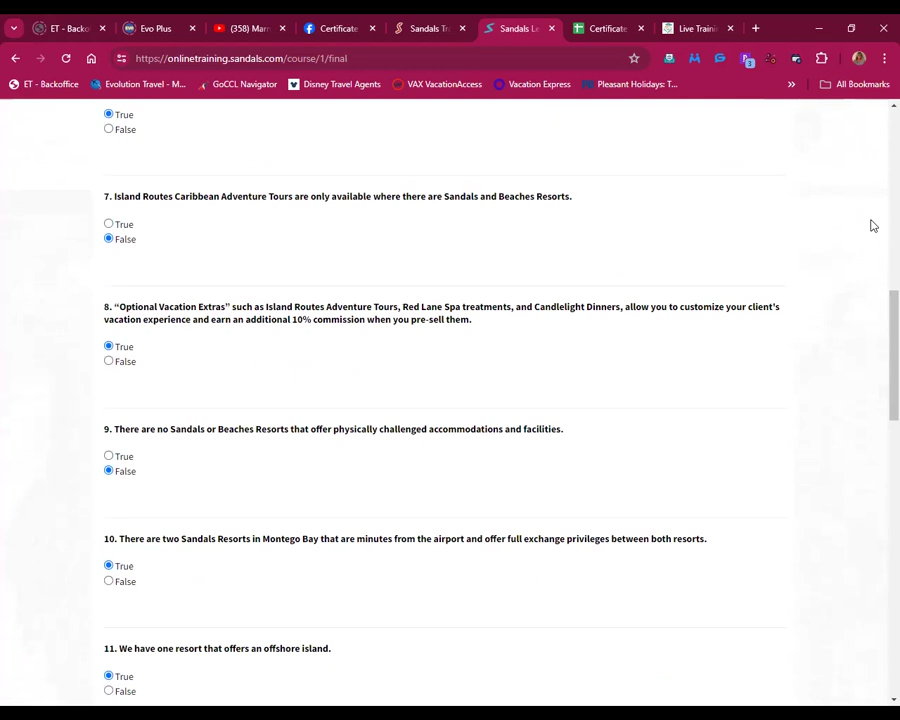 ET - Backo
Evo Plus
(358) Marr
Certificate
Sandals Tr
Sandals Le
Certificate
Live Traini
https://onlinetraining.sandals.com/course/1/final
3
ET - Backoffice
Evolution Travel - M...
GoCCL Navigator
Disney Travel Agents
VAX VacationAccess
Vacation Express
Pleasant Holidays: T...
All Bookmarks
True
False
7. Island Routes Caribbean Adventure Tours are only available where there are Sandals and Beaches Resorts.
True
False
8. “Optional Vacation Extras” such as Island Routes Adventure Tours, Red Lane Spa treatments, and Candlelight Dinners, allow you to customize your client's
vacation experience and earn an additional 10% commission when you pre-sell them.
True
False
9. There are no Sandals or Beaches Resorts that offer physically challenged accommodations and facilities.
True
False
10. There are two Sandals Resorts in Montego Bay that are minutes from the airport and offer full exchange privileges between both resorts.
True
False
11. We have one resort that offers an offshore island.
True
False